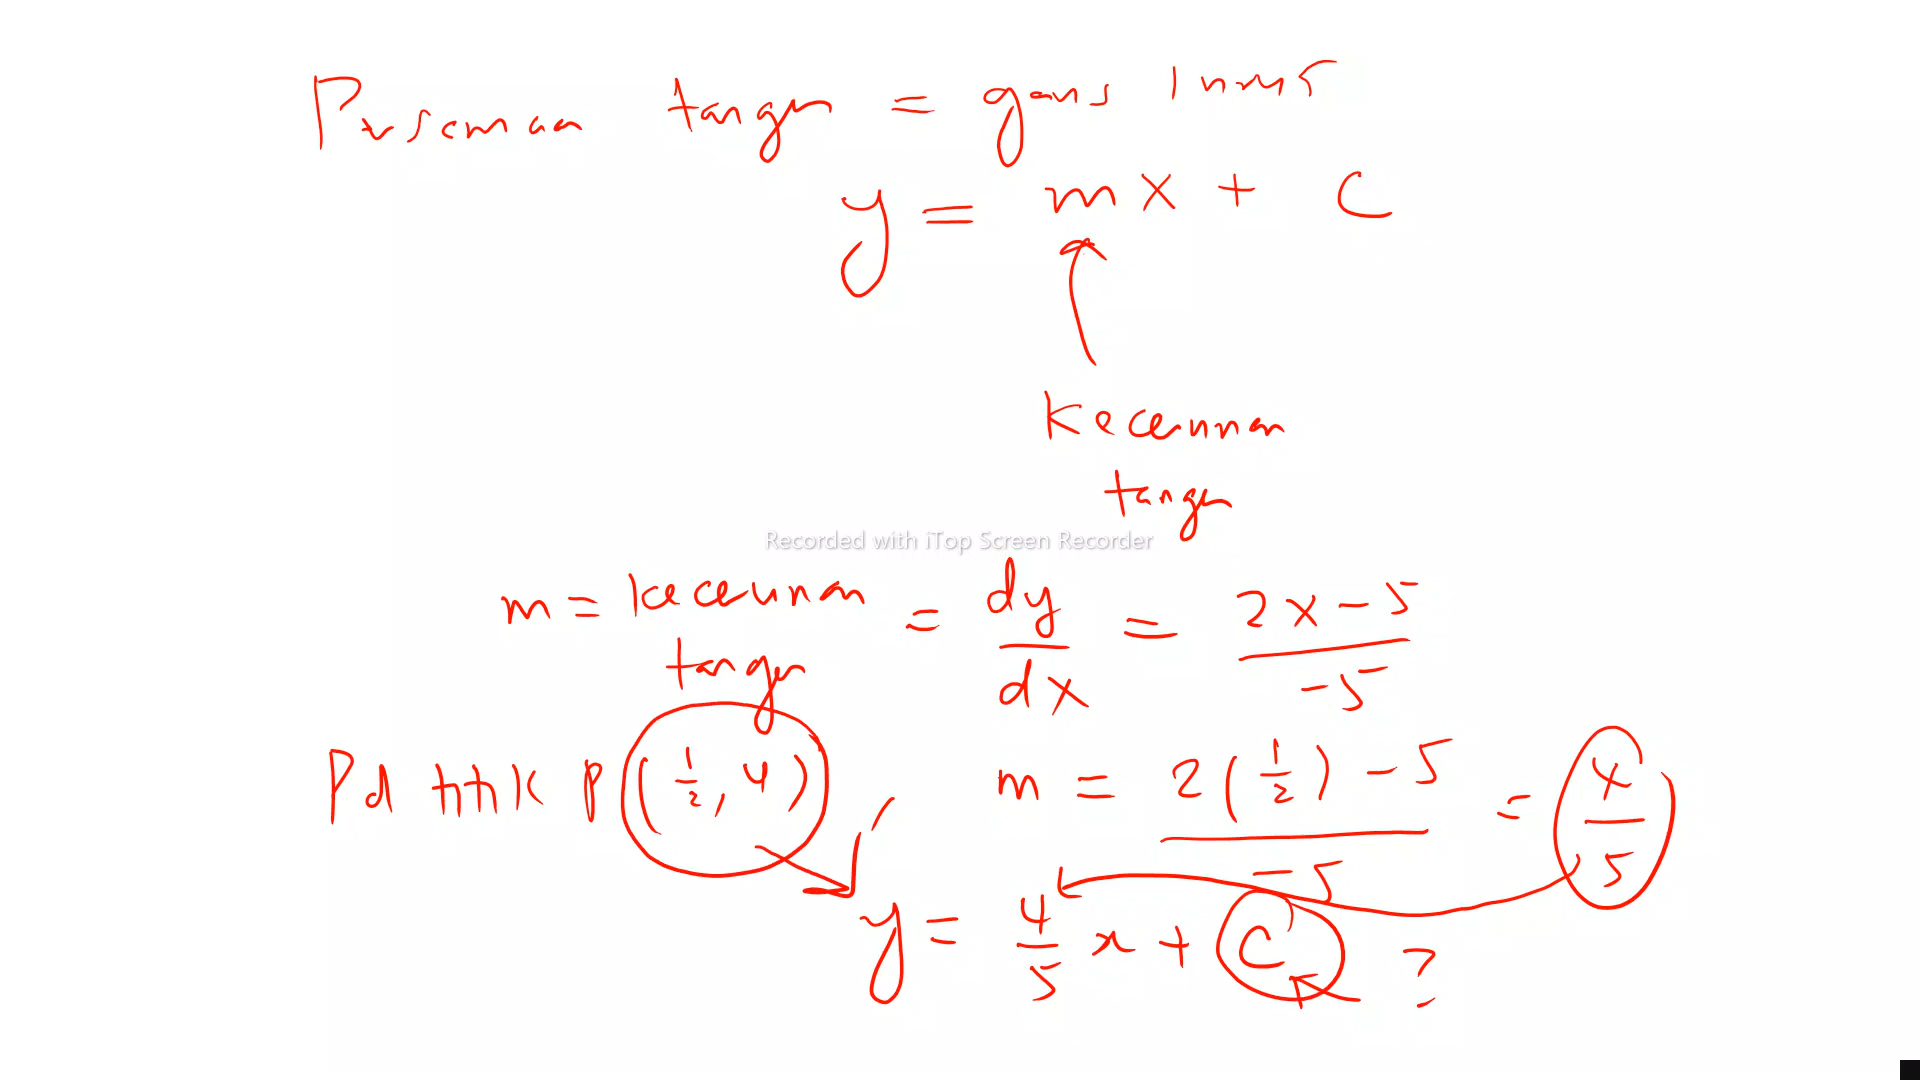 Persamaan tangen = garis lurus
y = mx + c
Kecerunan
tangen
Recorded with iTop Screen Recorder
m = kecerunan tangen = dy/dx = (2x - 5)/(-5)
Pd titik P(1/2, 4) m = (2(1/2) - 5)/(-5) = 4/5
y = 4/5 x + c ?